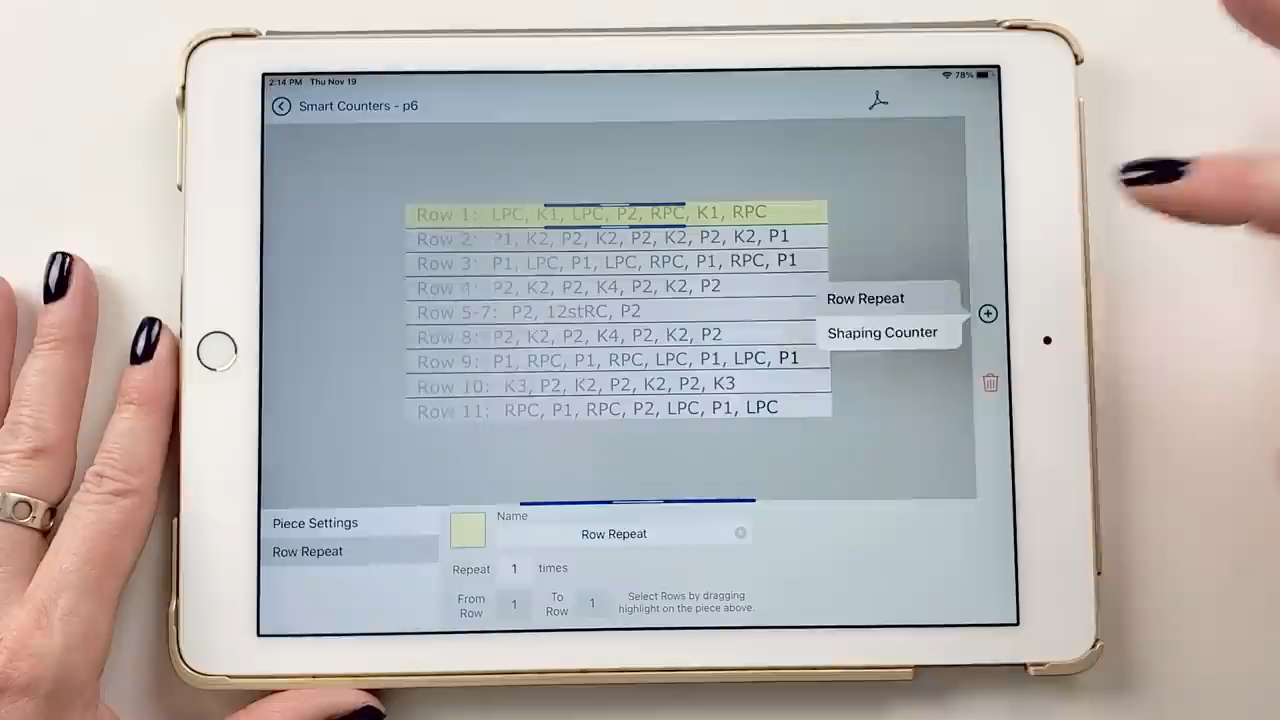 2:14 PM Thu Nov 19
78%
Smart Counters - p6
Row 1: LPC, K1, LPC, P2, RPC, K1, RPC
Row 2: P1, K2, P2, K2, P2, K2, P2, K2, P1
Row 3: P1, LPC, P1, LPC, RPC, P1, RPC, P1
Row 4: P2, K2, P2, K4, P2, K2, P2
Row 5-7: P2, 12stRC, P2
Row 8: P2, K2, P2, K4, P2, K2, P2
Row 9: P1, RPC, P1, RPC, LPC, P1, LPC, P1
Row 10: K3, P2, K2, P2, K2, P2, K3
Row 11: RPC, P1, RPC, P2, LPC, P1, LPC
Row Repeat
Shaping Counter
Piece Settings
Row Repeat
Name
Row Repeat
Repeat 1 times
From Row 1 To Row 1
Select Rows by dragging
highlight on the piece above.